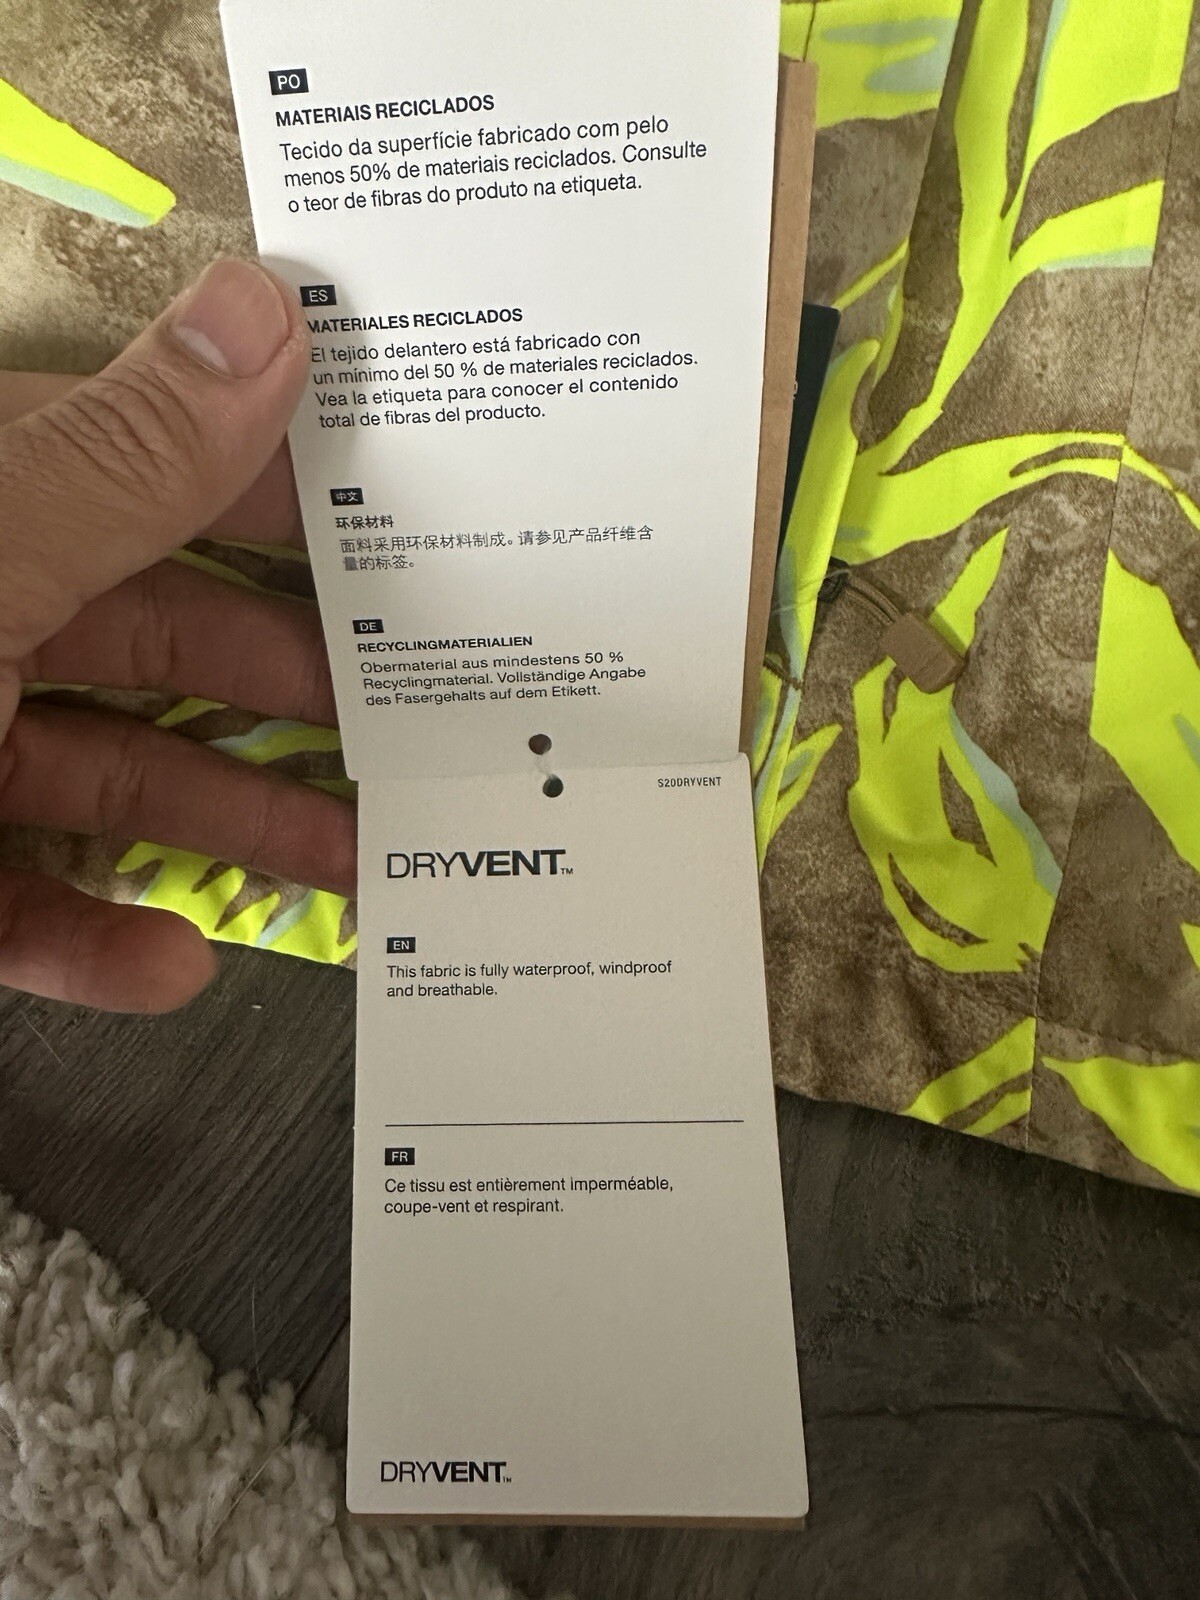 PO
MATERIAIS RECICLADOS
Tecido da superfície fabricado com pelo
menos 50% de materiais reciclados. Consulte
o teor de fibras do produto na etiqueta.
ES
MATERIALES RECICLADOS
El tejido delantero está fabricado con
un mínimo del 50 % de materiales reciclados.
Vea la etiqueta para conocer el contenido
total de fibras del producto.
中文
环保材料
面料采用环保材料制成。请参见产品纤维含
量的标签。
DE
RECYCLINGMATERIALIEN
Obermaterial aus mindestens 50 %
Recyclingmaterial. Vollständige Angabe
des Fasergehalts auf dem Etikett.
S20DRYVENT
DRYVENT™
EN
This fabric is fully waterproof, windproof
and breathable.
FR
Ce tissu est entièrement imperméable,
coupe-vent et respirant.
DRYVENT™